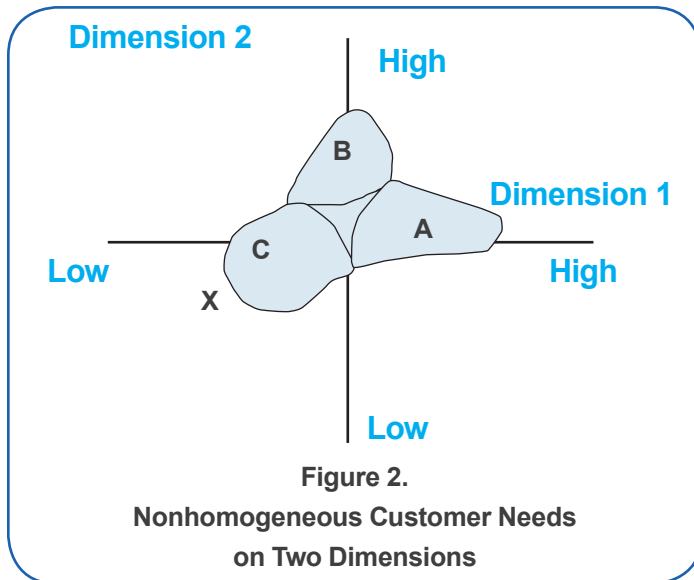 Dimension 2
High
B
Dimension 1
A
C
Low
High
X
Low
Figure 2.
Nonhomogeneous Customer Needs
on Two Dimensions